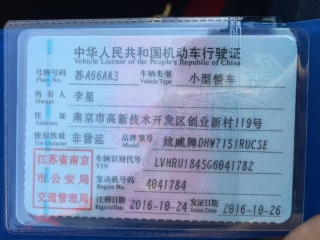 中华人民共和国机动车行驶证
Vehicle License of the People's Republic of China
号牌号码 Plate No. 苏A66AK3 车辆类型 Vehicle Type 小型轿车
所有人 Owner 李星
住址 Address 南京市高新技术开发区创业新村119号
使用性质 Use Character 非营运 品牌型号 Model 炫威牌DHW7151RUCSE
江苏省南京市公安局交通管理局
车辆识别代号 VIN LVHRU1845G6041782
发动机号码 Engine No. 4041784
注册日期 Register Date 2016-10-24 发证日期 Issue Date 2016-10-26